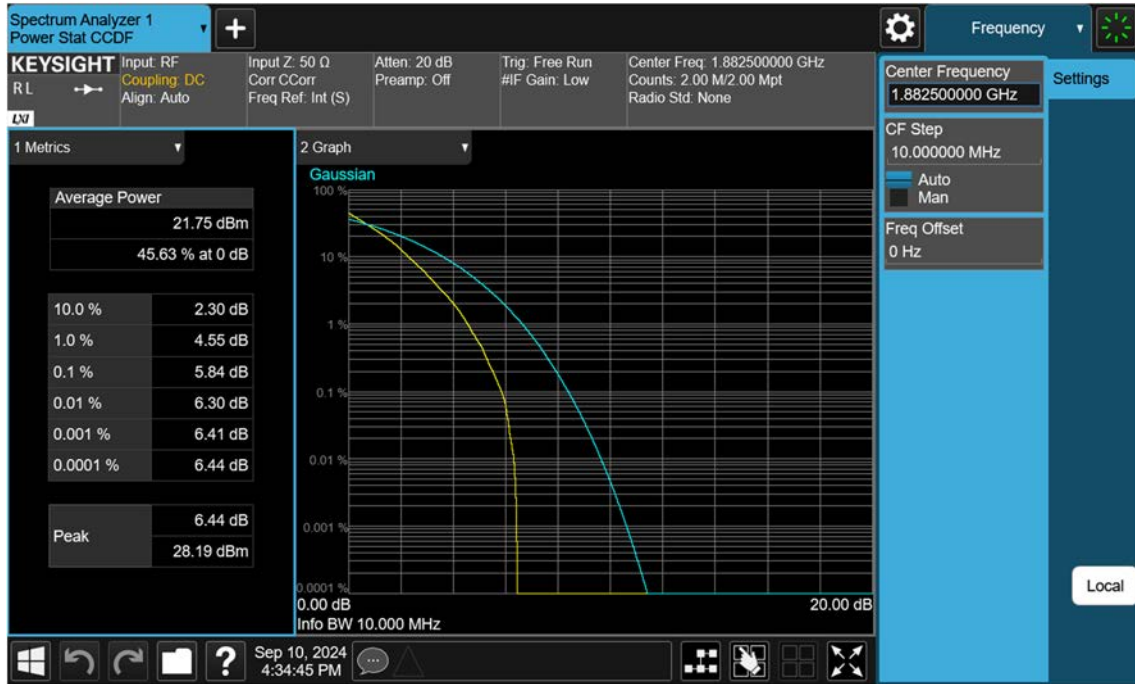 Spectrum Analyzer 1
Power Stat CCDF
Frequency
KEYSIGHT
R L
LXI
Input: RF
Coupling: DC
Align: Auto
Input Z: 50 Ω
Corr CCorr
Freq Ref: Int (S)
Atten: 20 dB
Preamp: Off
Trig: Free Run
#IF Gain: Low
Center Freq: 1.882500000 GHz
Counts: 2.00 M/2.00 Mpt
Radio Std: None
Center Frequency
1.882500000 GHz
Settings
CF Step
10.000000 MHz
Auto
Man
Freq Offset
0 Hz
Local
1 Metrics
Average Power
21.75 dBm
45.63 % at 0 dB
10.0 % 2.30 dB
1.0 % 4.55 dB
0.1 % 5.84 dB
0.01 % 6.30 dB
0.001 % 6.41 dB
0.0001 % 6.44 dB
Peak
6.44 dB
28.19 dBm
2 Graph
Gaussian
100 %
10 %
1 %
0.1 %
0.01 %
0.001 %
0.0001 %
0.00 dB 20.00 dB
Info BW 10.000 MHz
?
Sep 10, 2024
4:34:45 PM